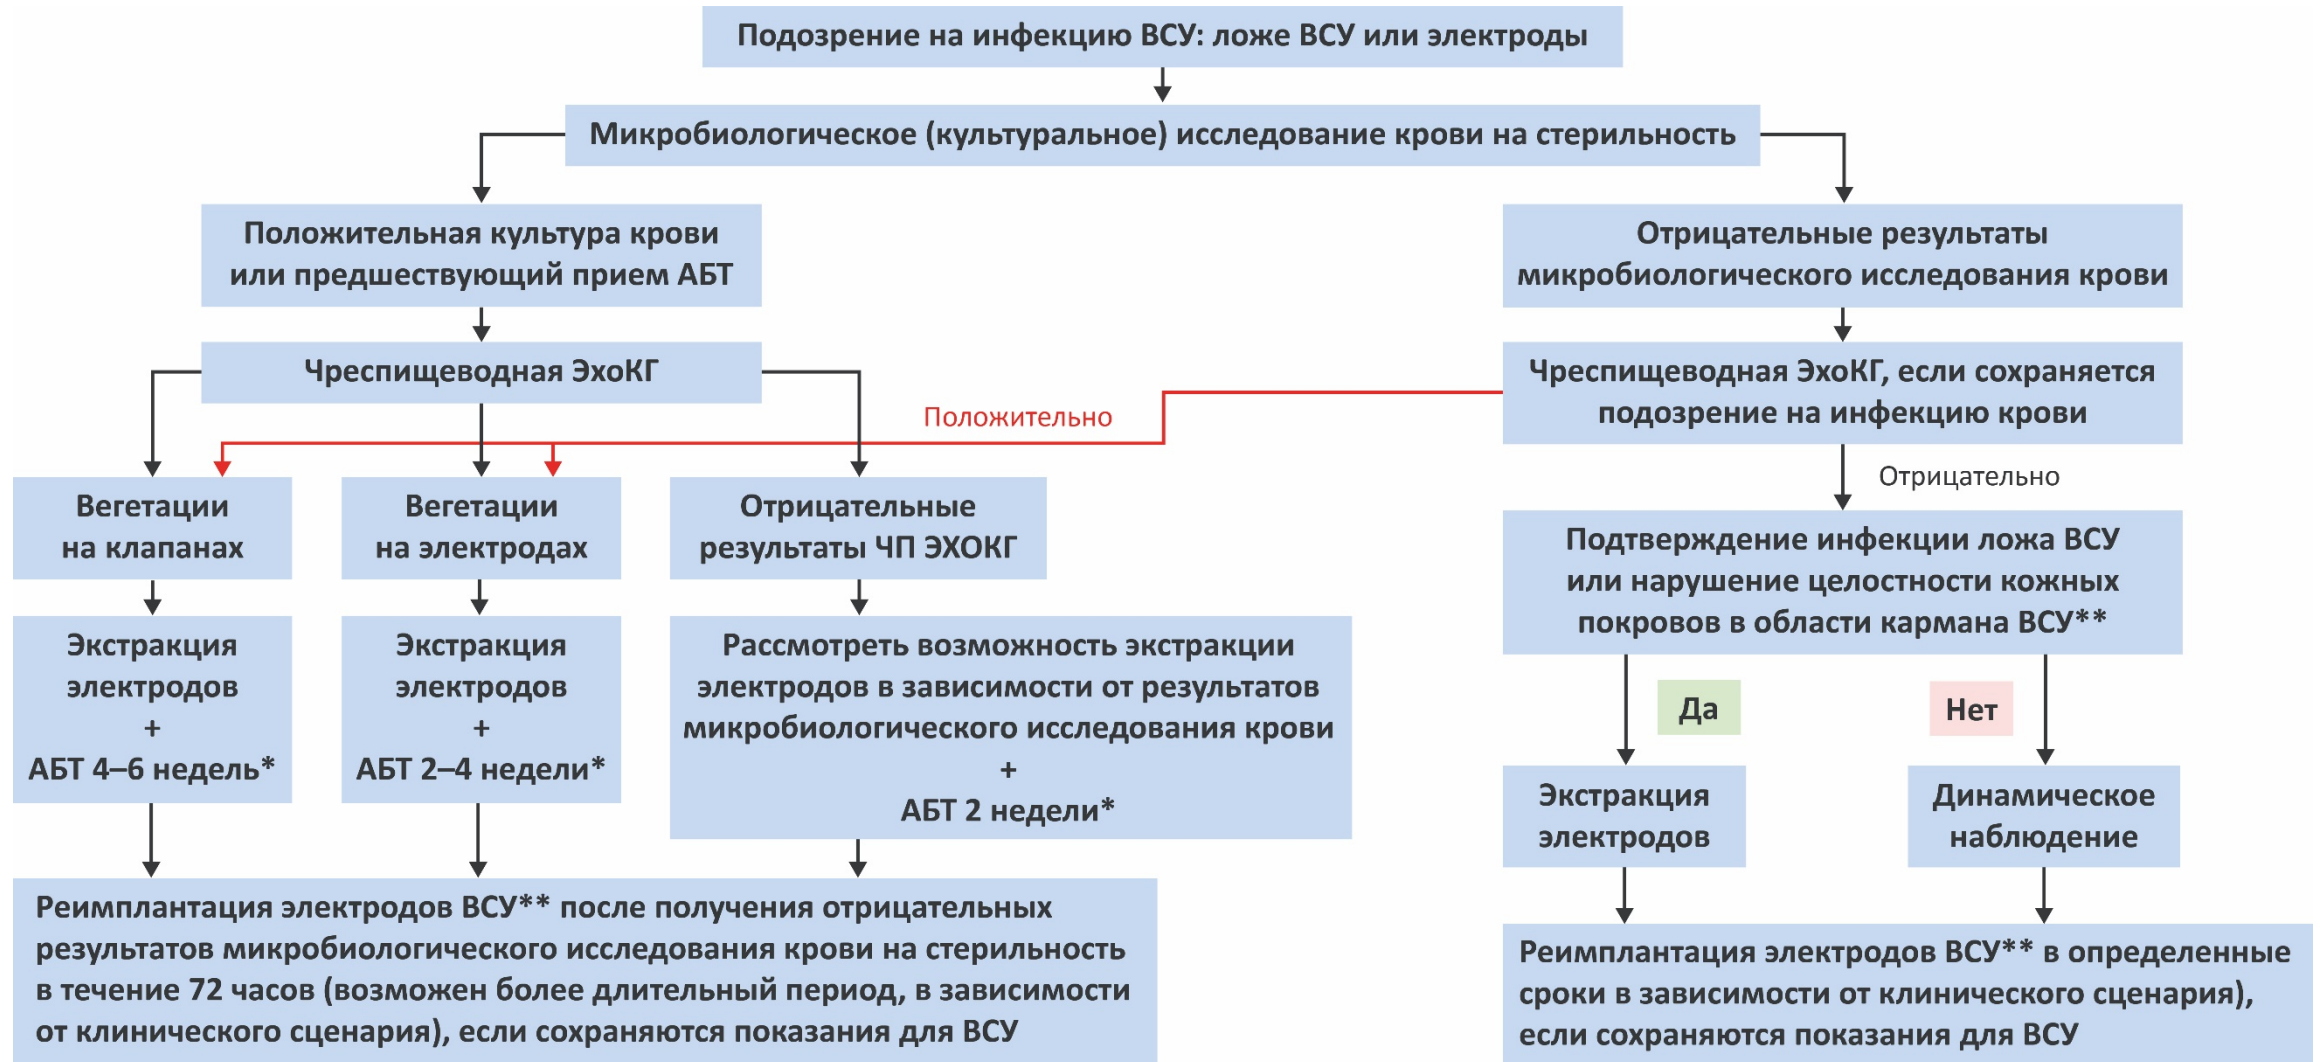 Подозрение на инфекцию ВСУ: ложе ВСУ или электроды
Микробиологическое (культуральное) исследование крови на стерильность
Положительная культура крови
или предшествующий прием АБТ
Отрицательные результаты
микробиологического исследования крови
Чреспищеводная ЭхоКГ
Чреспищеводная ЭхоКГ, если сохраняется
подозрение на инфекцию крови
Положительно
Отрицательно
Вегетации
на клапанах
Вегетации
на электродах
Отрицательные
результаты ЧП ЭХОКГ
Подтверждение инфекции ложа ВСУ
или нарушение целостности кожных
покровов в области кармана ВСУ**
Экстракция
электродов
+
АБТ 4–6 недель*
Экстракция
электродов
+
АБТ 2–4 недели*
Рассмотреть возможность экстракции
электродов в зависимости от результатов
микробиологического исследования крови
+
АБТ 2 недели*
Да
Нет
Экстракция
электродов
Динамическое
наблюдение
Реимплантация электродов ВСУ** после получения отрицательных
результатов микробиологического исследования крови на стерильность
в течение 72 часов (возможен более длительный период, в зависимости
от клинического сценария), если сохраняются показания для ВСУ
Реимплантация электродов ВСУ** в определенные
сроки в зависимости от клинического сценария),
если сохраняются показания для ВСУ